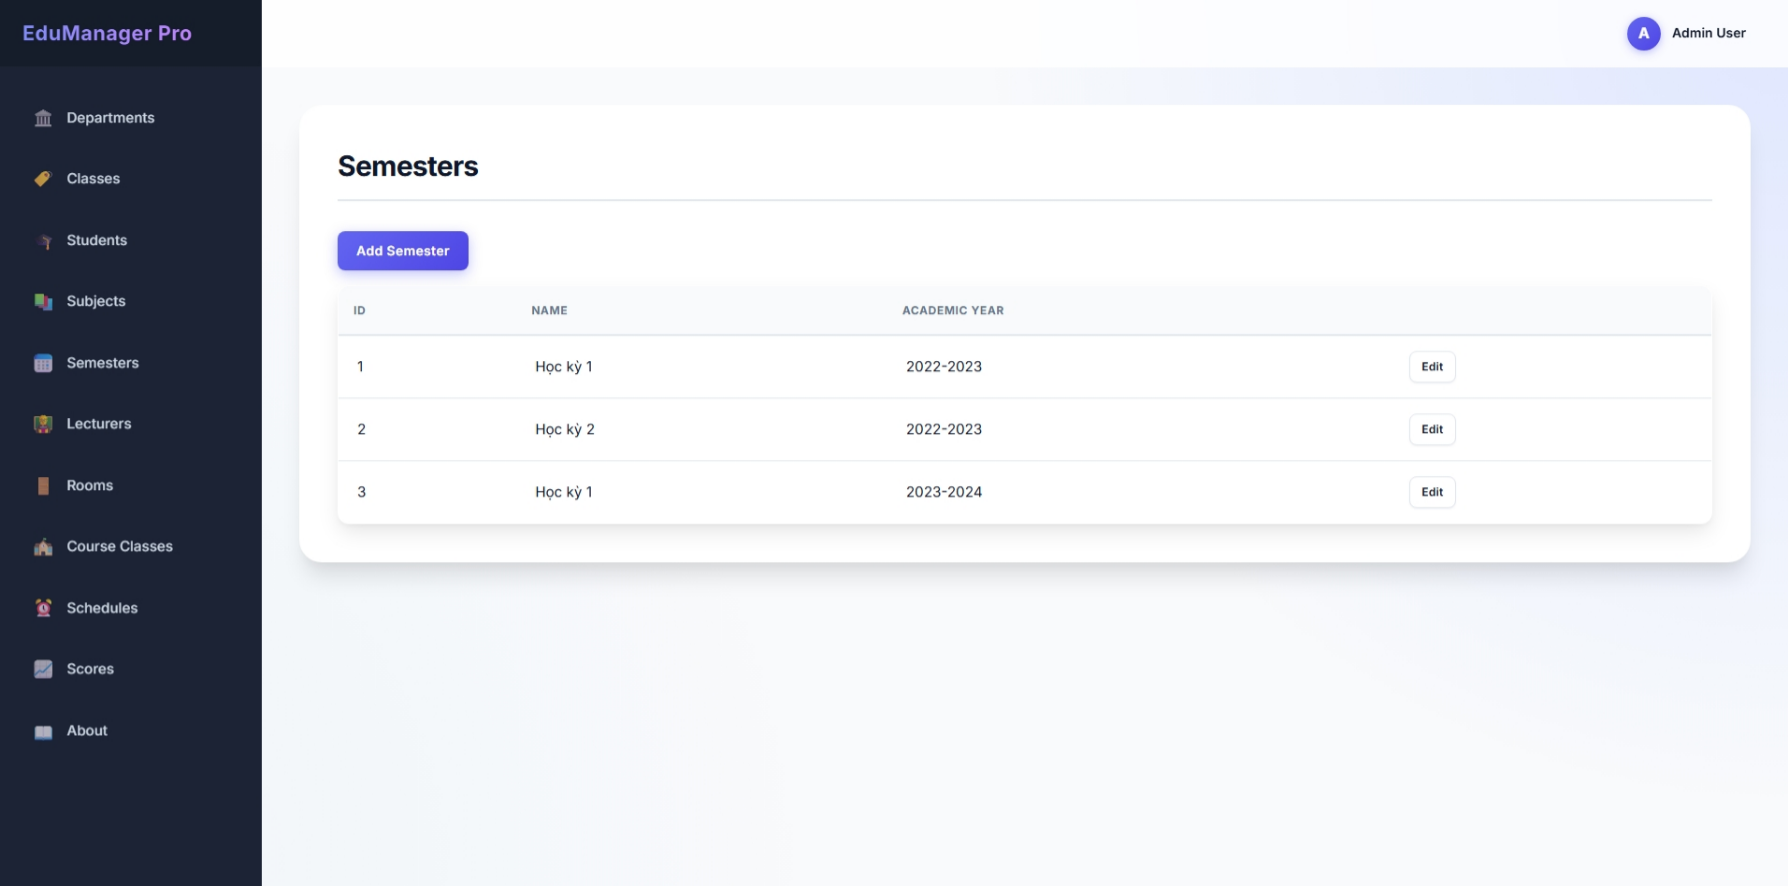 EduManager Pro
A Admin User
Departments
Classes
Students
Subjects
Semesters
Lecturers
Rooms
Course Classes
Schedules
Scores
About
Semesters
Add Semester
ID NAME ACADEMIC YEAR
1 Học kỳ 1 2022-2023 Edit
2 Học kỳ 2 2022-2023 Edit
3 Học kỳ 1 2023-2024 Edit